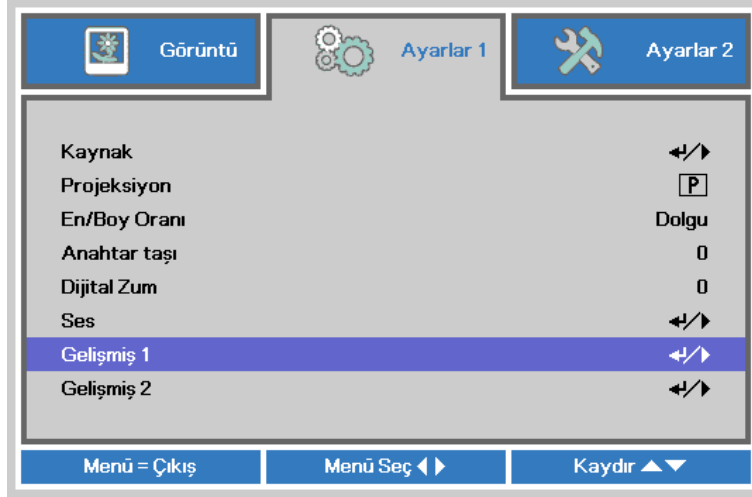 Görüntü
Ayarlar 1
Ayarlar 2
Kaynak
Projeksiyon P
En/Boy Oranı Dolgu
Anahtar taşı 0
Dijital Zum 0
Ses
Gelişmiş 1
Gelişmiş 2
Menü = Çıkış
Menü Seç
Kaydır